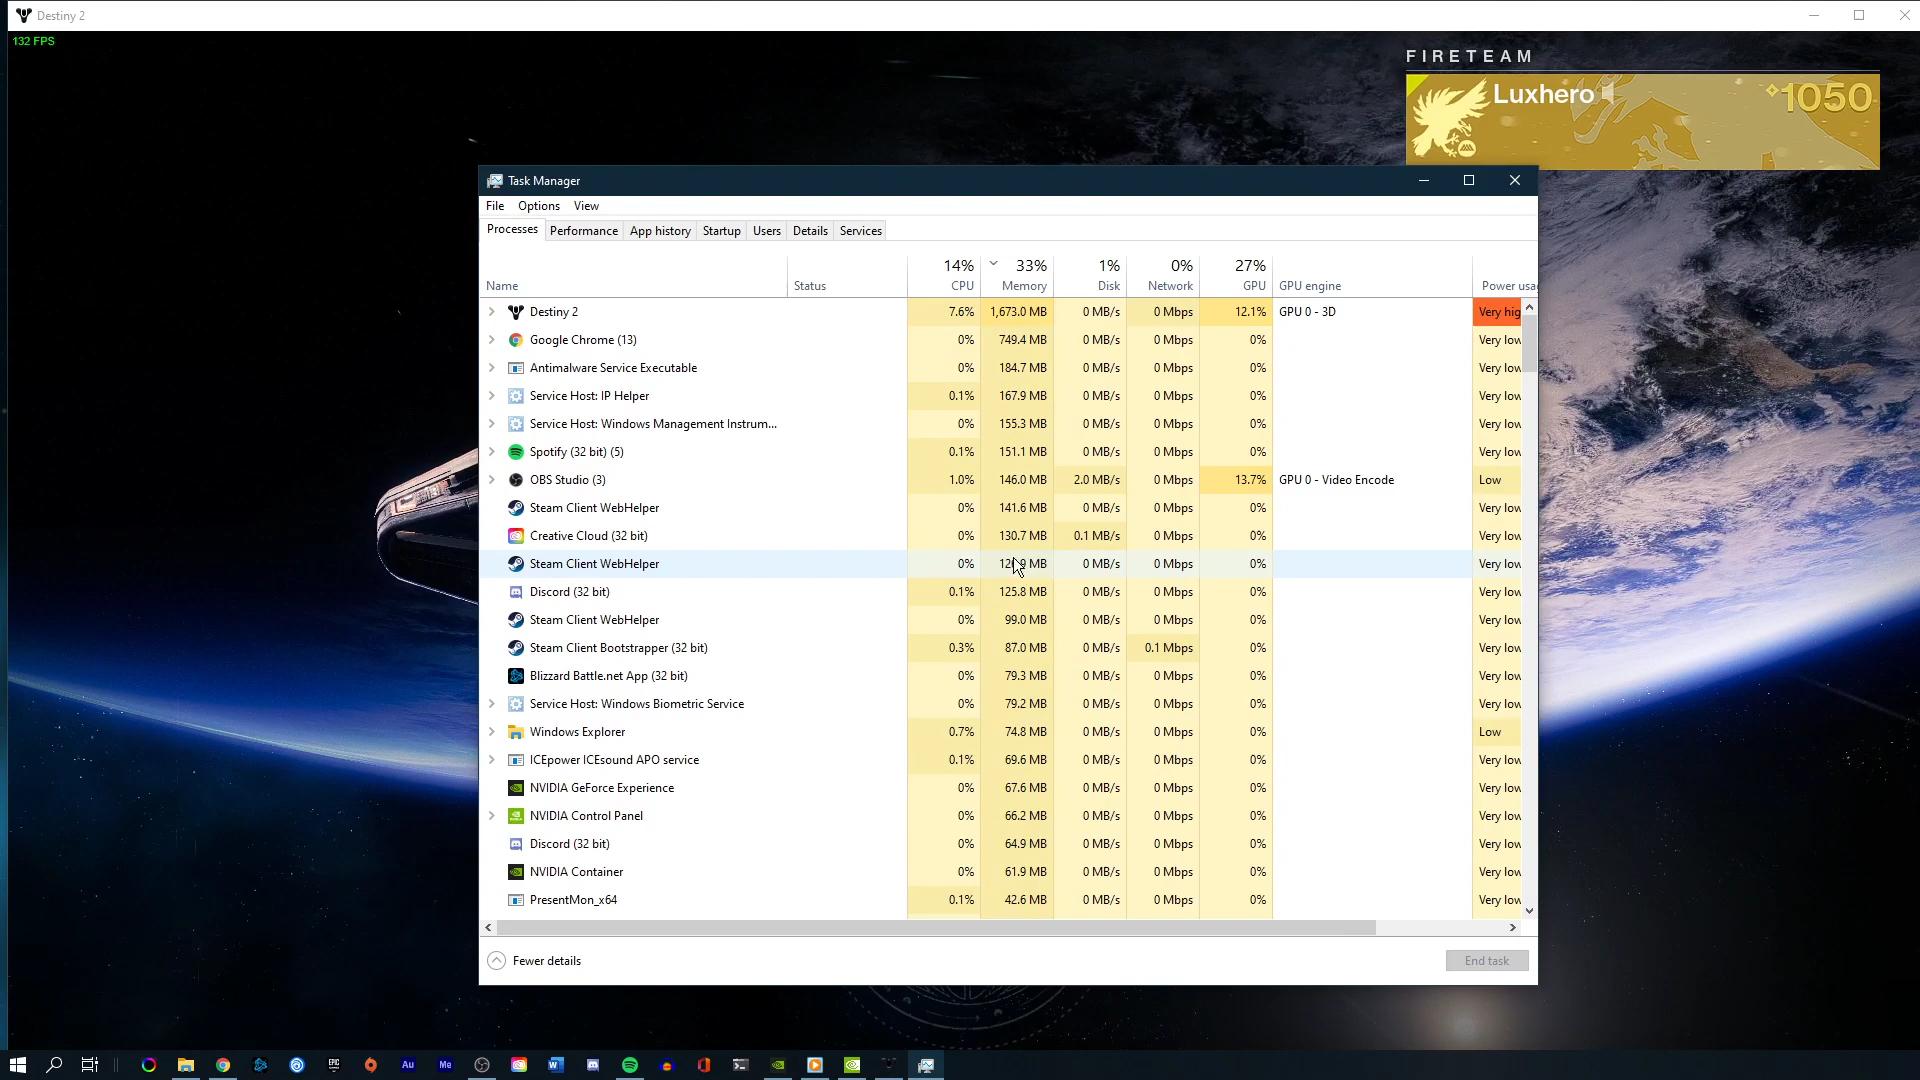 Destiny 2
132 FPS
FIRETEAM
Luxhero 1050
Task Manager
File Options View
Processes Performance App history Startup Users Details Services
14% 33% 1% 0% 27%
Name Status CPU Memory Disk Network GPU GPU engine Power usa
Destiny 2 7.6% 1,673.0 MB 0 MB/s 0 Mbps 12.1% GPU 0 - 3D Very hig
Google Chrome (13) 0% 749.4 MB 0 MB/s 0 Mbps 0% Very low
Antimalware Service Executable 0% 184.7 MB 0 MB/s 0 Mbps 0% Very low
Service Host: IP Helper 0.1% 167.9 MB 0 MB/s 0 Mbps 0% Very low
Service Host: Windows Management Instrum... 0% 155.3 MB 0 MB/s 0 Mbps 0% Very low
Spotify (32 bit) (5) 0.1% 151.1 MB 0 MB/s 0 Mbps 0% Very low
OBS Studio (3) 1.0% 146.0 MB 2.0 MB/s 0 Mbps 13.7% GPU 0 - Video Encode Low
Steam Client WebHelper 0% 141.6 MB 0 MB/s 0 Mbps 0% Very low
Creative Cloud (32 bit) 0% 130.7 MB 0.1 MB/s 0 Mbps 0% Very low
Steam Client WebHelper 0% MB 0 MB/s 0 Mbps 0% Very low
Discord (32 bit) 0.1% 125.8 MB 0 MB/s 0 Mbps 0% Very low
Steam Client WebHelper 0% 99.0 MB 0 MB/s 0 Mbps 0% Very low
Steam Client Bootstrapper (32 bit) 0.3% 87.0 MB 0 MB/s 0.1 Mbps 0% Very low
Blizzard Battle.net App (32 bit) 0% 79.3 MB 0 MB/s 0 Mbps 0% Very low
Service Host: Windows Biometric Service 0% 79.2 MB 0 MB/s 0 Mbps 0% Very low
Windows Explorer 0.7% 74.8 MB 0 MB/s 0 Mbps 0% Low
ICEpower ICEsound APO service 0.1% 69.6 MB 0 MB/s 0 Mbps 0% Very low
NVIDIA GeForce Experience 0% 67.6 MB 0 MB/s 0 Mbps 0% Very low
NVIDIA Control Panel 0% 66.2 MB 0 MB/s 0 Mbps 0% Very low
Discord (32 bit) 0% 64.9 MB 0 MB/s 0 Mbps 0% Very low
NVIDIA Container 0% 61.9 MB 0 MB/s 0 Mbps 0% Very low
PresentMon_x64 0.1% 42.6 MB 0 MB/s 0 Mbps 0% Very low
Fewer details End task
EPIC Au Me W